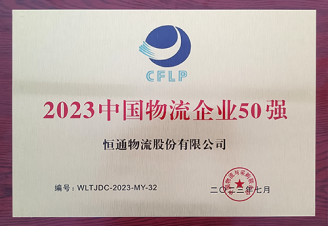 CFLP
2023中国物流企业50强
恒通物流股份有限公司
编号：WLTJDC-2023-MY-32
二〇二三年七月